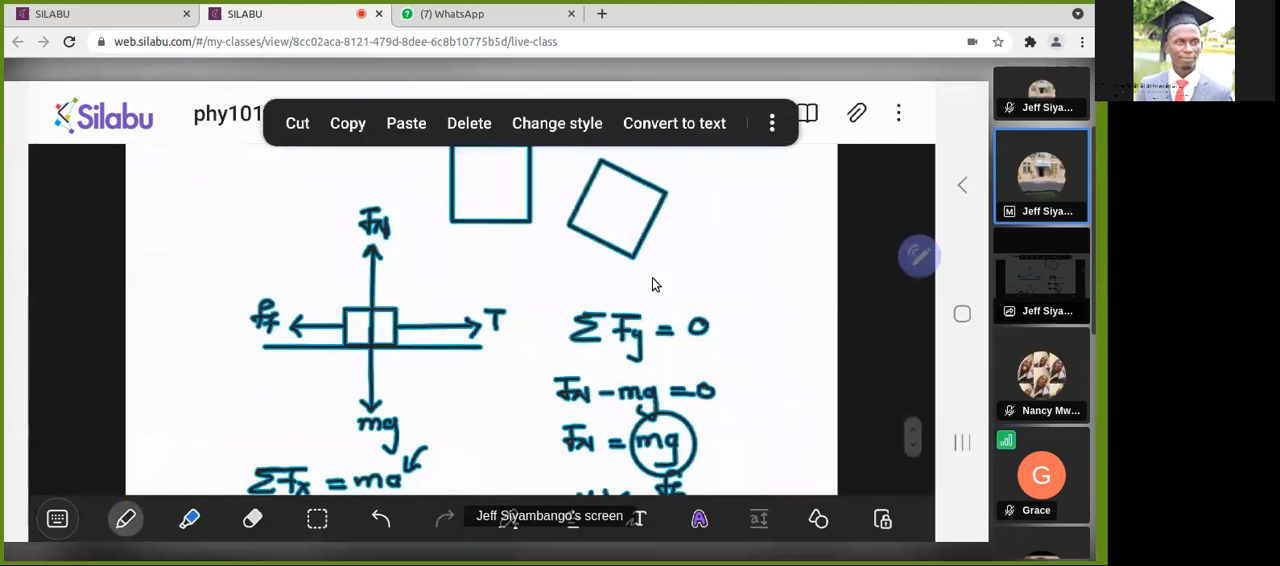 SILABU
SILABU
(7) WhatsApp
web.silabu.com/#/my-classes/view/8cc02aca-8121-479d-8dee-6c8b10775b5d/live-class
Silabu
phy101
Cut
Copy
Paste
Delete
Change style
Convert to text
Jeff Siya...
Jeff Siya...
Jeff Siya...
Nancy Mw...
G
Grace
FN
Ff
T
mg
ΣFx = ma
ΣFy = 0
FN - mg = 0
FN = mg
Jeff Siyambango's screen
T
A